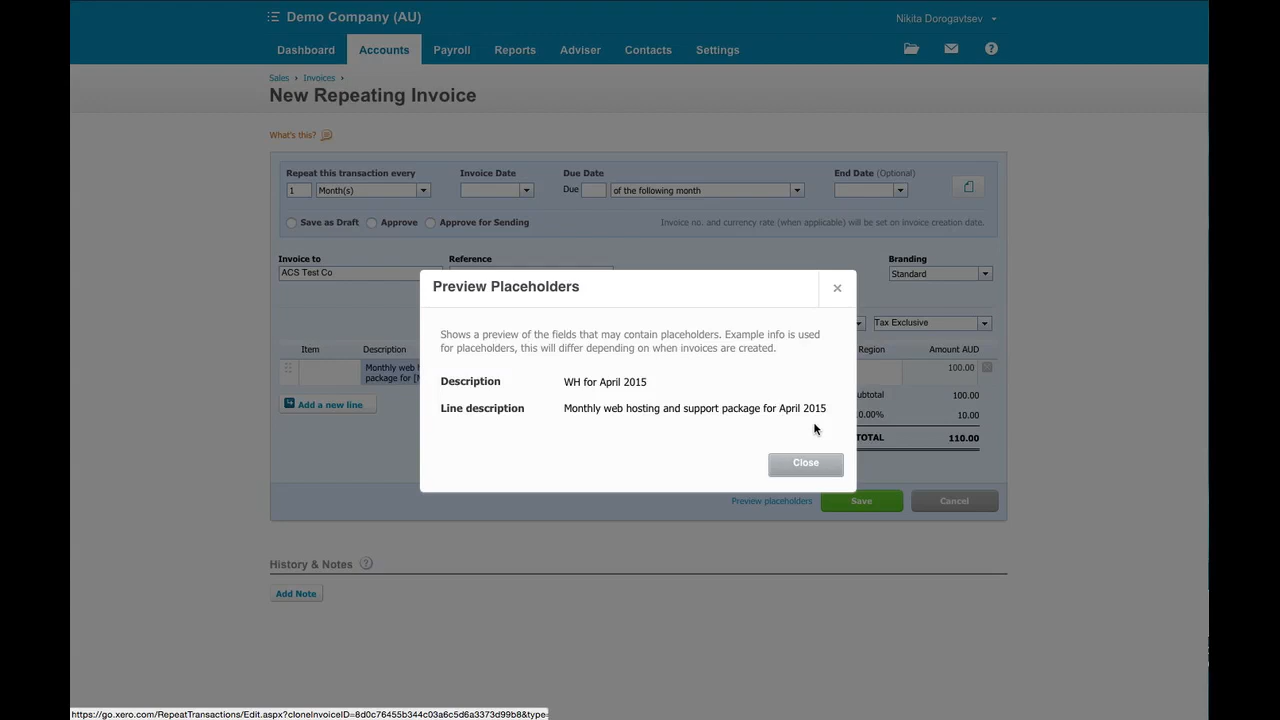 Demo Company (AU)
Nikita Dorogavtsev
Dashboard Accounts Payroll Reports Adviser Contacts Settings
Sales › Invoices ›
New Repeating Invoice
What's this?
Repeat this transaction every Invoice Date Due Date End Date (Optional)
1 Month(s) Due of the following month
Save as Draft Approve Approve for Sending Invoice no. and currency rate (when applicable) will be set on invoice creation date.
Invoice to Reference Branding
ACS Test Co Standard
Preview Placeholders
Shows a preview of the fields that may contain placeholders. Example info is used
for placeholders, this will differ depending on when invoices are created.
Description WH for April 2015
Line description Monthly web hosting and support package for April 2015
Close
Tax Exclusive
Item Description Region Amount AUD
Monthly web h 100.00
package for [
Add a new line
ubtotal 100.00
0.00% 10.00
TOTAL 110.00
Preview placeholders Save Cancel
History & Notes ?
Add Note
https://go.xero.com/RepeatTransactions/Edit.aspx?cloneInvoiceID=8d0c76455b344c03a6c5d6a3373d99b8&type=